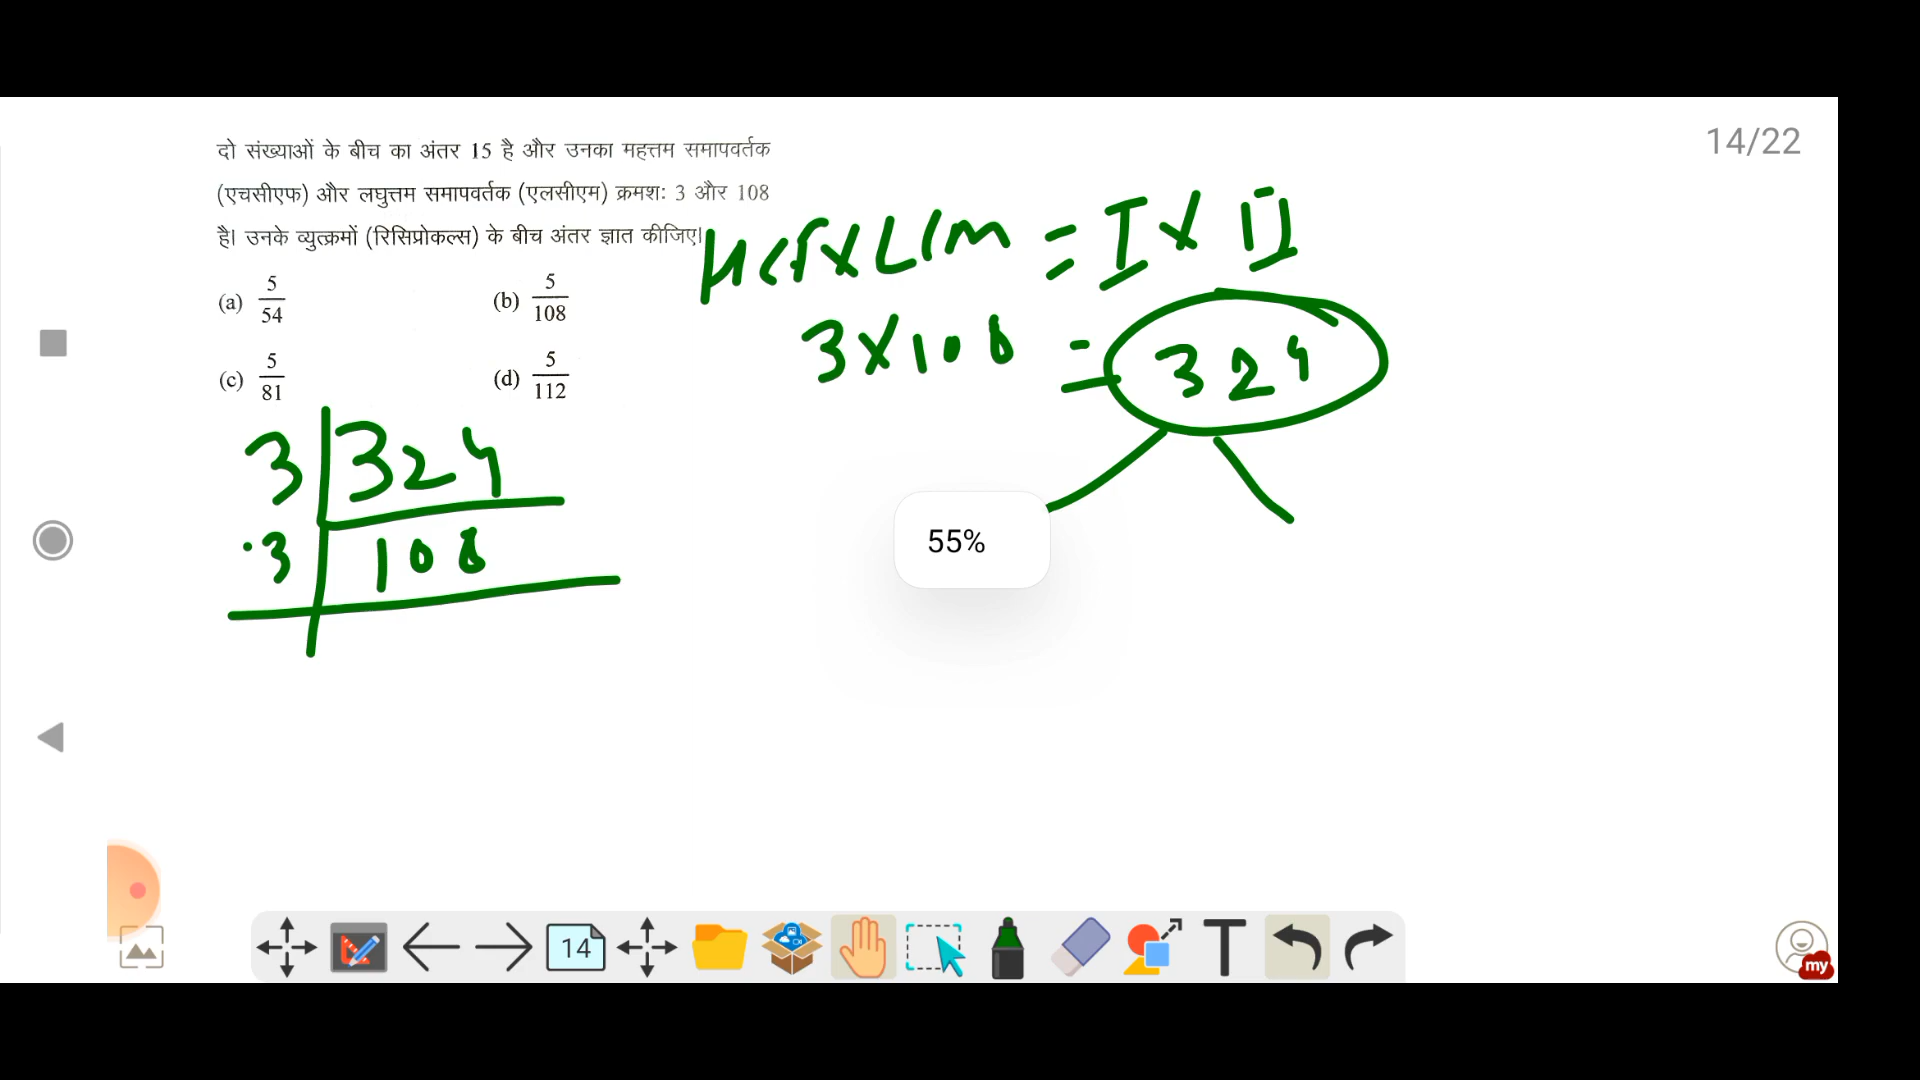 14/22
दो संख्याओं के बीच का अंतर 15 है और उनका महत्तम समापवर्तक
(एचसीएफ) और लघुत्तम समापवर्तक (एलसीएम) क्रमश: 3 और 108
है। उनके व्युत्क्रमों (रिसिप्रोकल्स) के बीच अंतर ज्ञात कीजिए।
(a) 5/54 (b) 5/108
(c) 5/81 (d) 5/112
HCF X LCM = I X II
3 X 108 = 324
3 | 324
3 | 108
55%
14
T
my